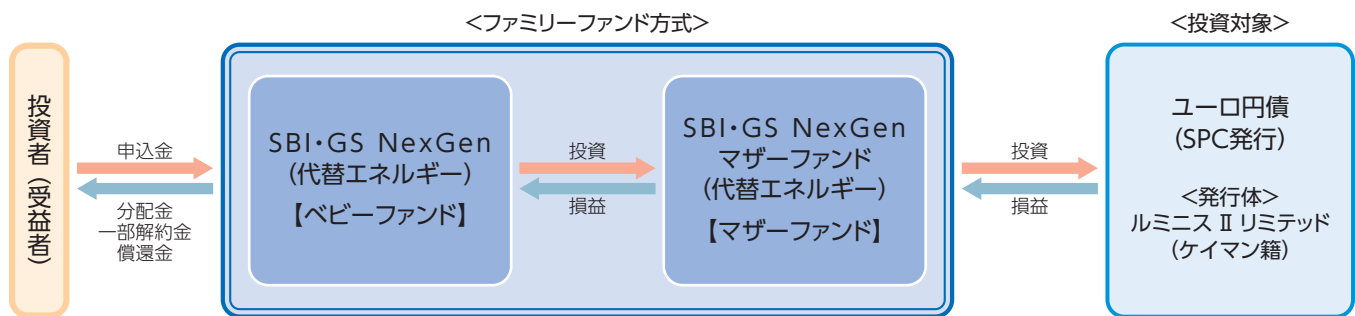 <ファミリーファンド方式>
<投資対象>
投資者（受益者）
申込金
分配金
一部解約金
償還金
SBI・GS NexGen
(代替エネルギー)
【ベビーファンド】
投資
損益
SBI・GS NexGen
マザーファンド
(代替エネルギー)
【マザーファンド】
投資
損益
ユーロ円債
(SPC発行)
<発行体>
ルミニス Ⅱ リミテッド
(ケイマン籍)